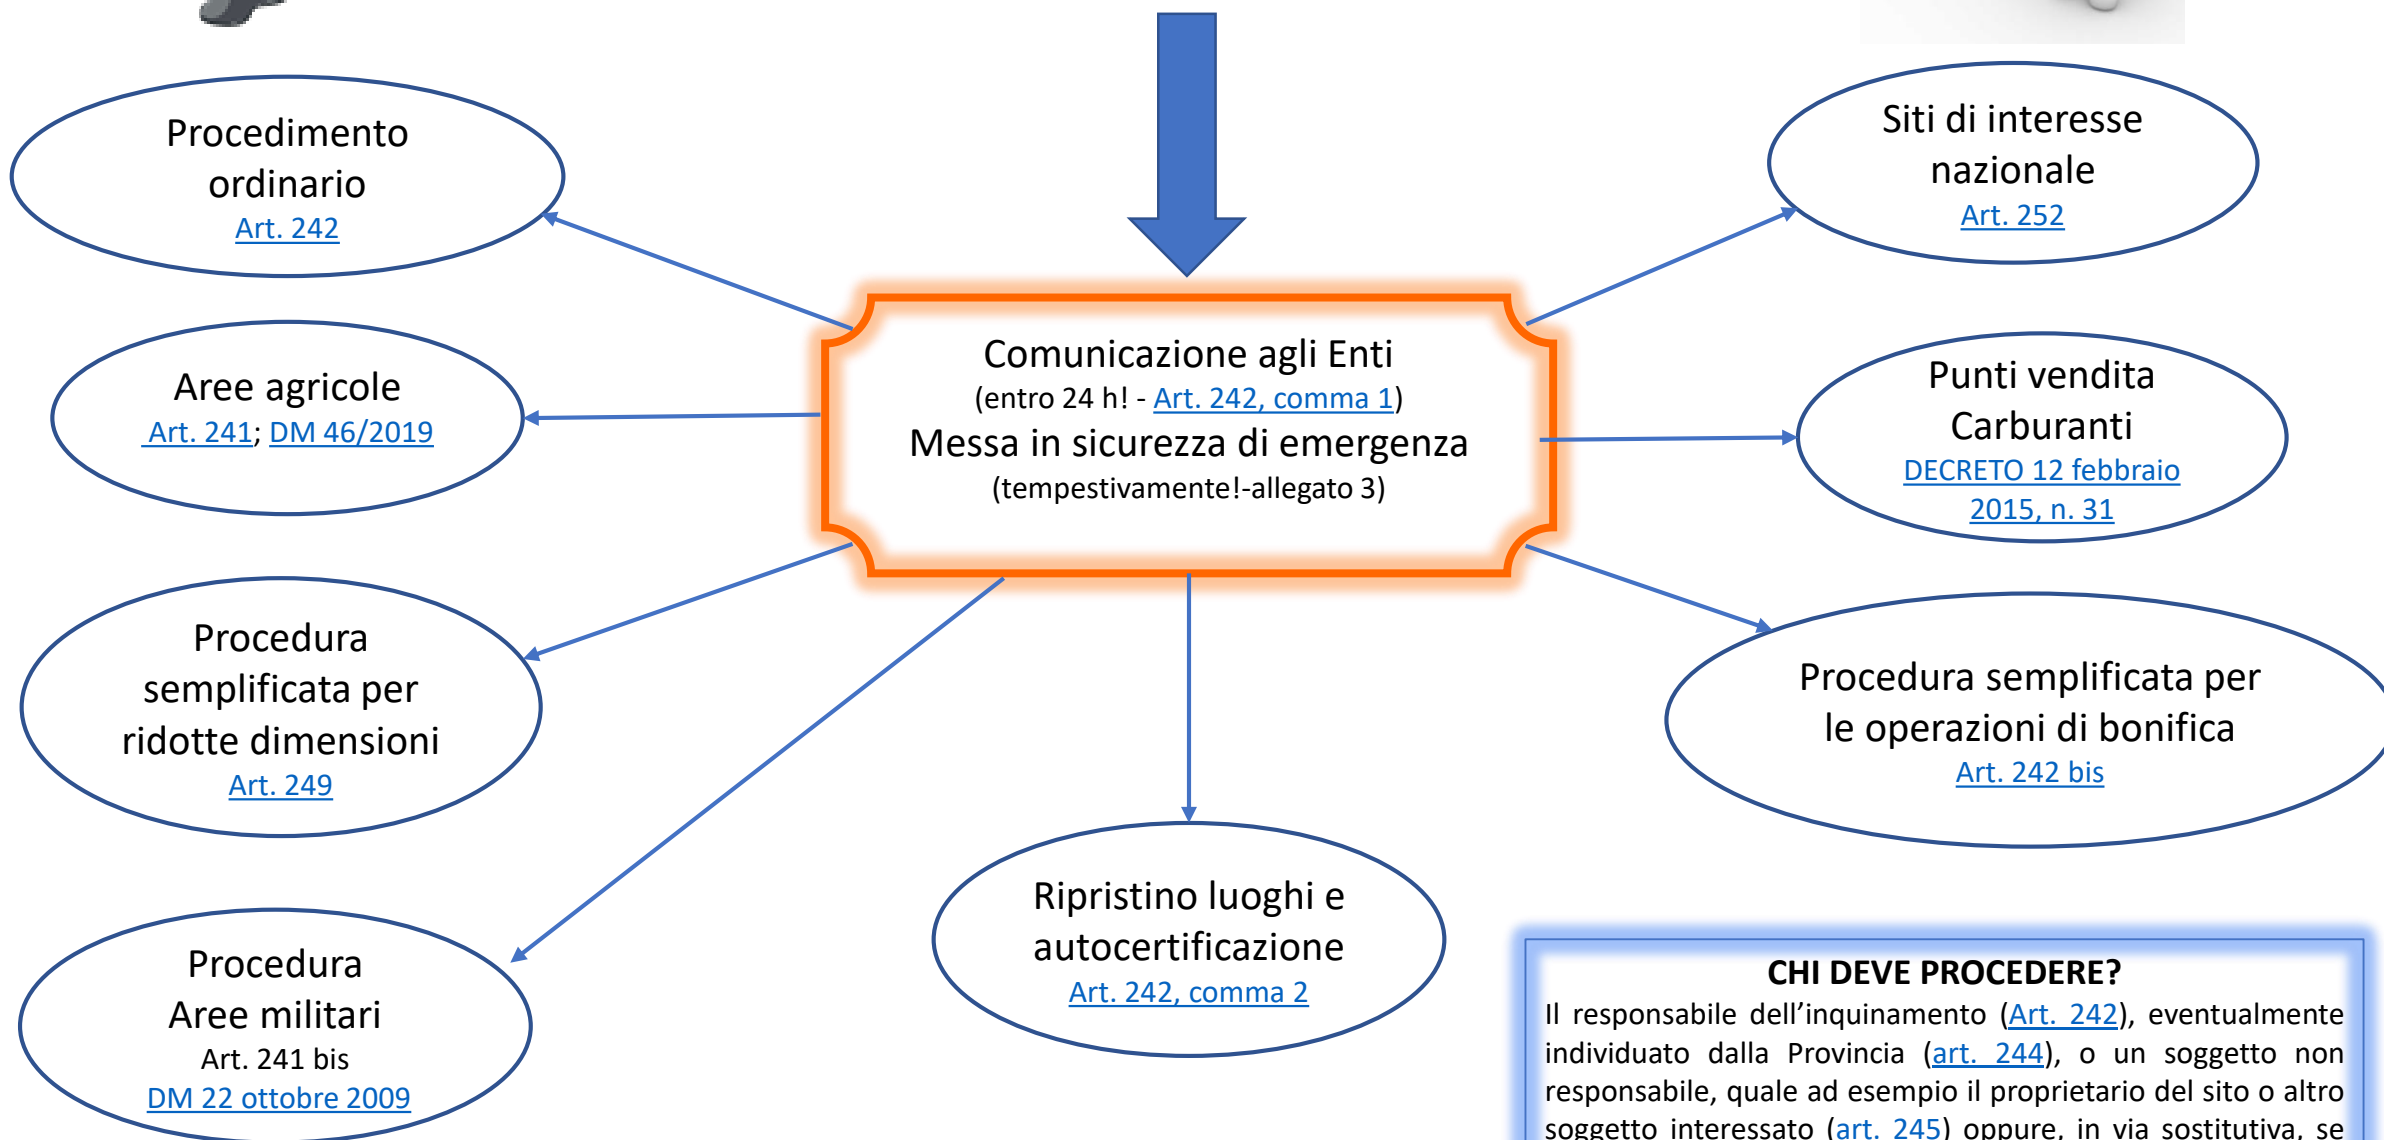 Procedimento
ordinario
Art. 242
Siti di interesse
nazionale
Art. 252
Comunicazione agli Enti
(entro 24 h! - Art. 242, comma 1)
Messa in sicurezza di emergenza
(tempestivamente!-allegato 3)
Aree agricole
Art. 241; DM 46/2019
Punti vendita
Carburanti
DECRETO 12 febbraio
2015, n. 31
Procedura
semplificata per
ridotte dimensioni
Art. 249
Procedura semplificata per
le operazioni di bonifica
Art. 242 bis
Procedura
Aree militari
Art. 241 bis
DM 22 ottobre 2009
Ripristino luoghi e
autocertificazione
Art. 242, comma 2
CHI DEVE PROCEDERE?
Il responsabile dell’inquinamento (Art. 242), eventualmente
individuato dalla Provincia (art. 244), o un soggetto non
responsabile, quale ad esempio il proprietario del sito o altro
soggetto interessato (art. 245) oppure, in via sostitutiva, se